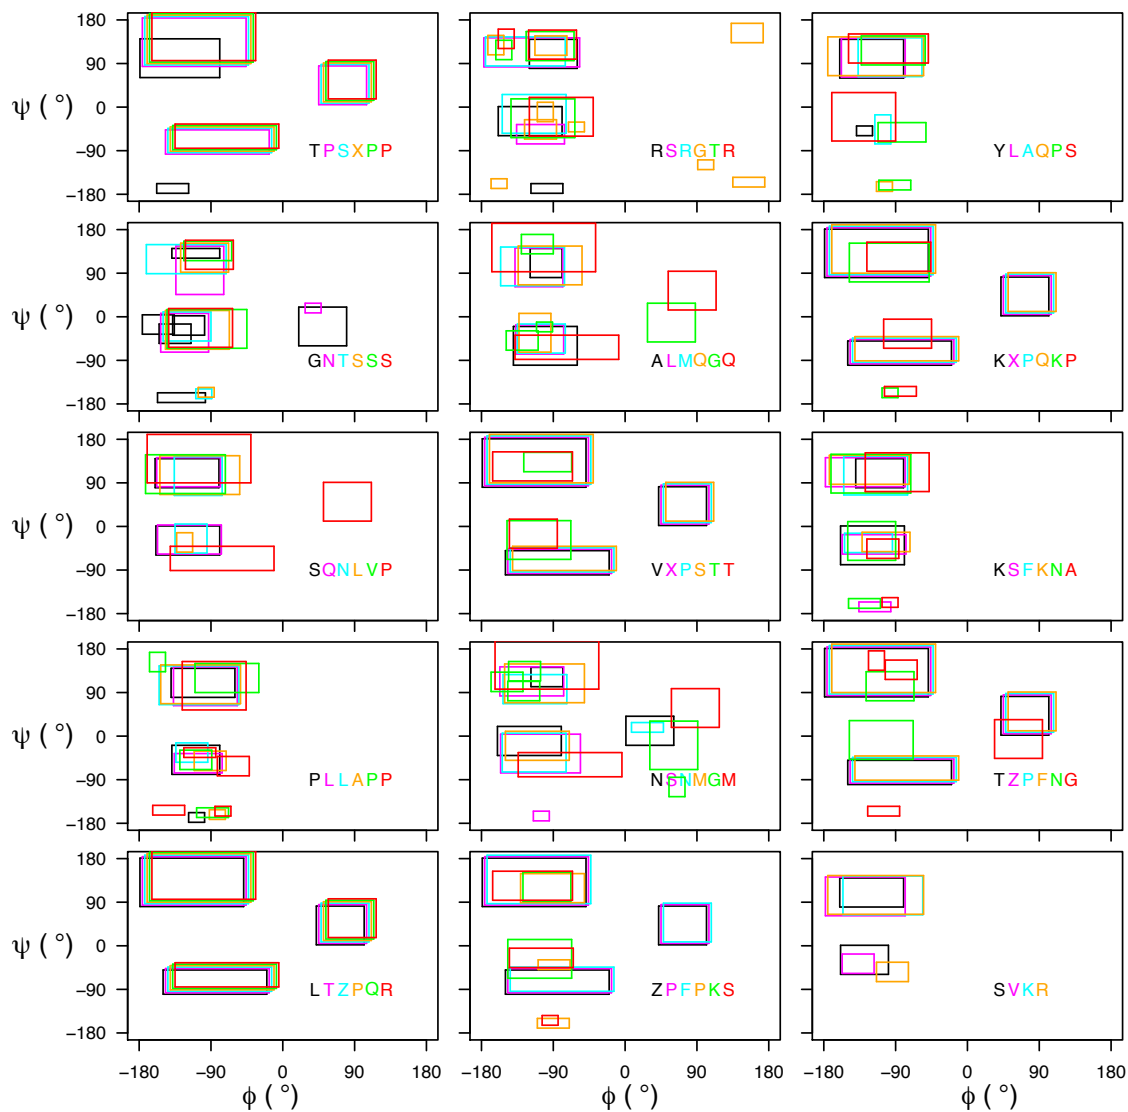 180
90
0
−90
−180
ψ (°)
TPSXPP
RSRGTR
YLAQPS
180
90
0
−90
−180
ψ (°)
GNTSSS
ALMQGQ
KXPQKP
180
90
0
−90
−180
ψ (°)
SQNLVP
VXPSTT
KSFKNA
180
90
0
−90
−180
ψ (°)
PLLAPP
NSNMGM
TZPFNG
180
90
0
−90
−180
ψ (°)
LTZPQR
ZPFPKS
SVKR
−180 −90 0 90 180 −180 −90 0 90 180 −180 −90 0 90 180
ϕ (°) ϕ (°) ϕ (°)